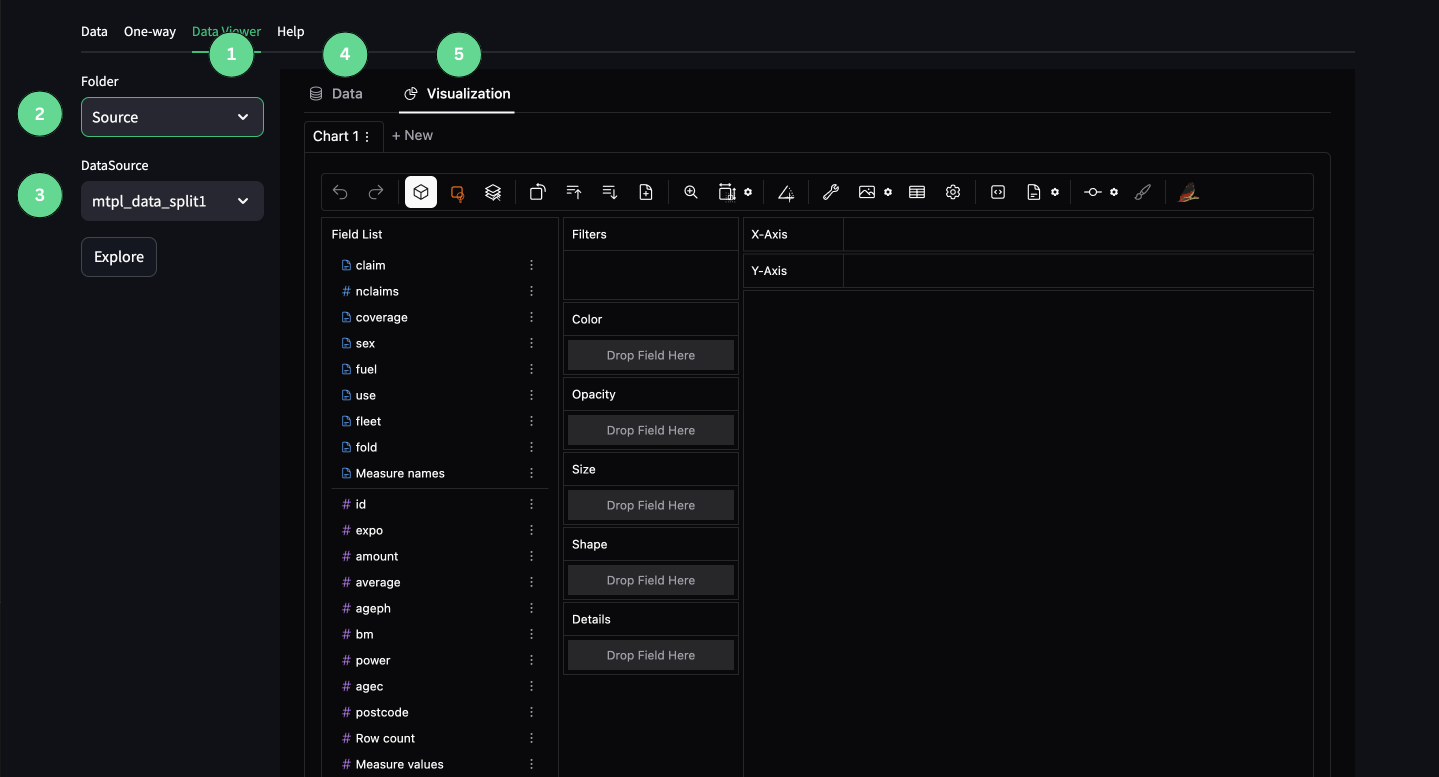 Data One-way Data Viewer Help
1 4 5
Folder
2 Source
DataSource
3 mtpl_data_split1
Explore
Data Visualization
Chart 1 + New
Field List
claim
# nclaims
coverage
sex
fuel
use
fleet
fold
Measure names
# id
# expo
# amount
# average
# ageph
# bm
# power
# agec
# postcode
# Row count
# Measure values
Filters
Color
Drop Field Here
Opacity
Drop Field Here
Size
Drop Field Here
Shape
Drop Field Here
Details
Drop Field Here
X-Axis
Y-Axis